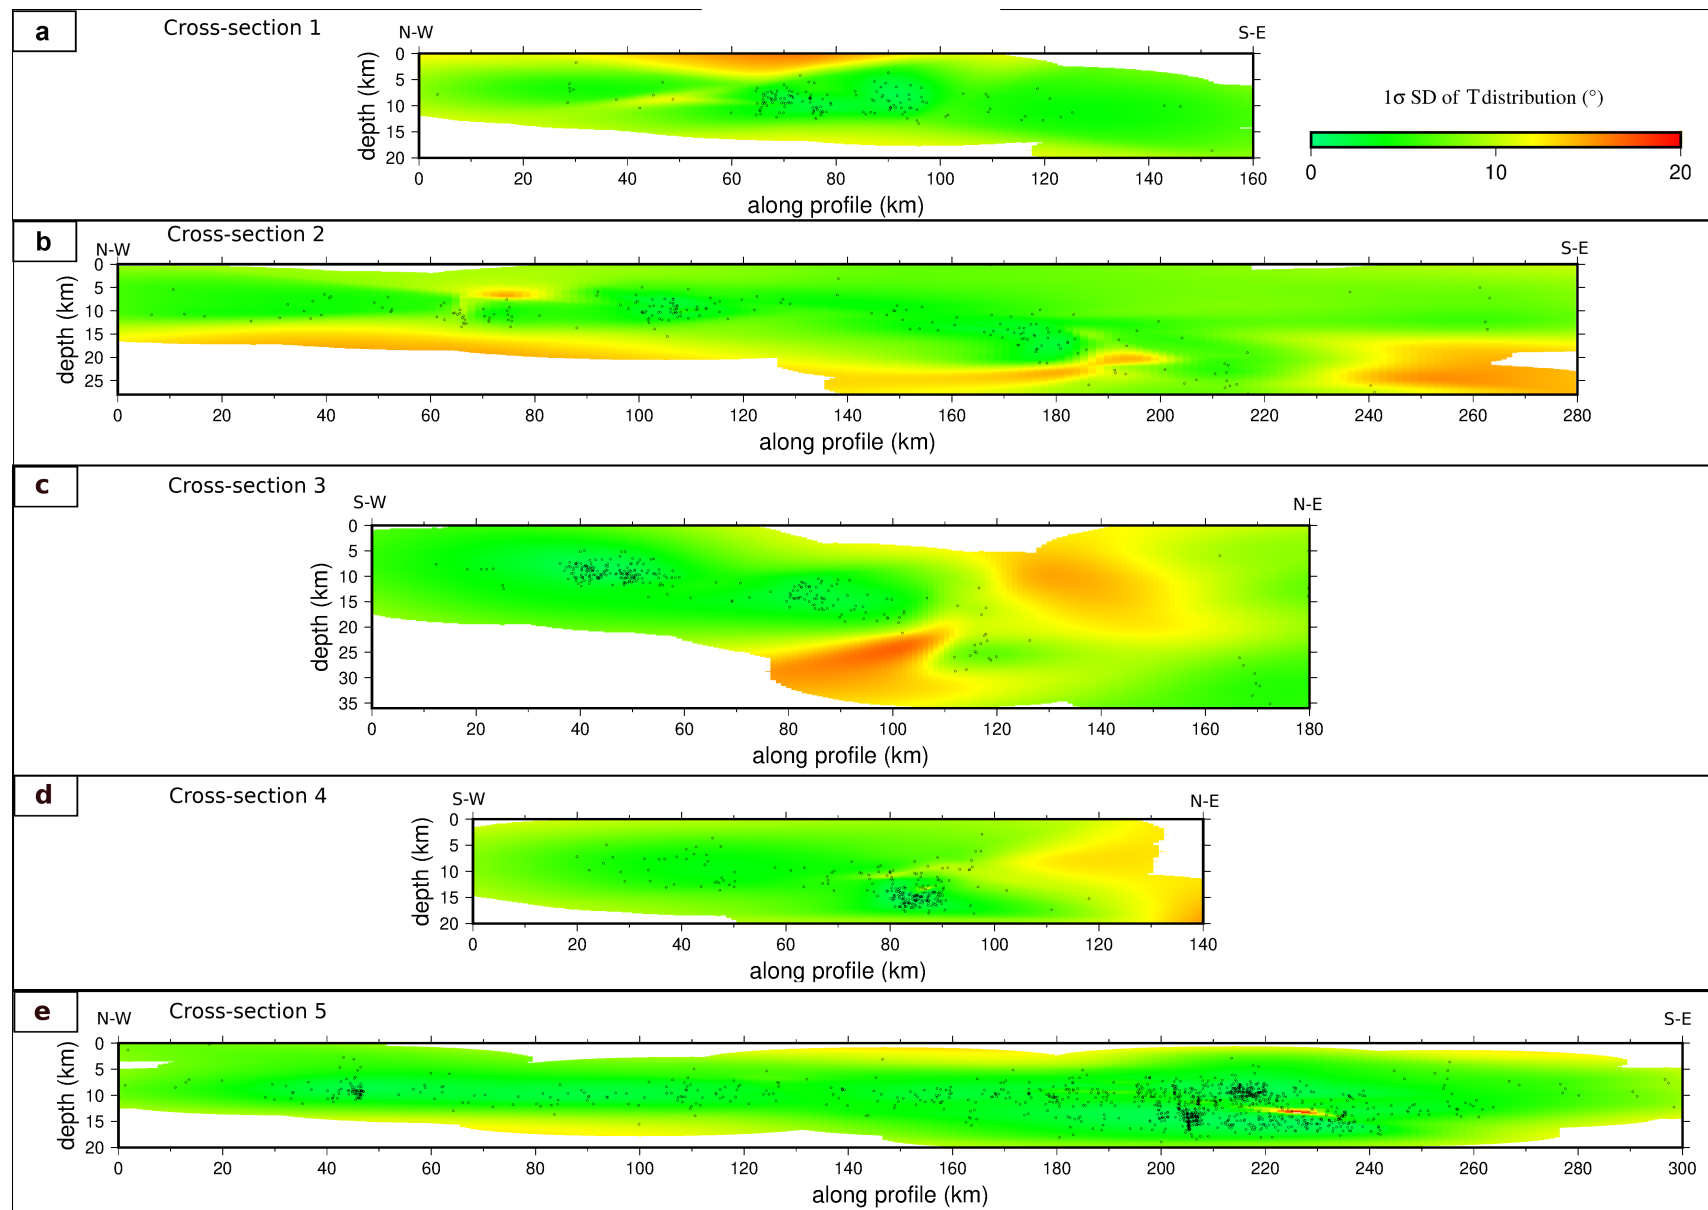 a
Cross-section 1
N-W
S-E
0
5
10
15
20
depth (km)
0 20 40 60 80 100 120 140 160
along profile (km)
1σ SD of T distribution (°)
0 10 20
b
Cross-section 2
N-W
S-E
0
5
10
15
20
25
depth (km)
0 20 40 60 80 100 120 140 160 180 200 220 240 260 280
along profile (km)
c
Cross-section 3
S-W
N-E
0
5
10
15
20
25
30
35
depth (km)
0 20 40 60 80 100 120 140 160 180
along profile (km)
d
Cross-section 4
S-W
N-E
0
5
10
15
20
depth (km)
0 20 40 60 80 100 120 140
along profile (km)
e
Cross-section 5
N-W
S-E
0
5
10
15
20
depth (km)
0 20 40 60 80 100 120 140 160 180 200 220 240 260 280 300
along profile (km)